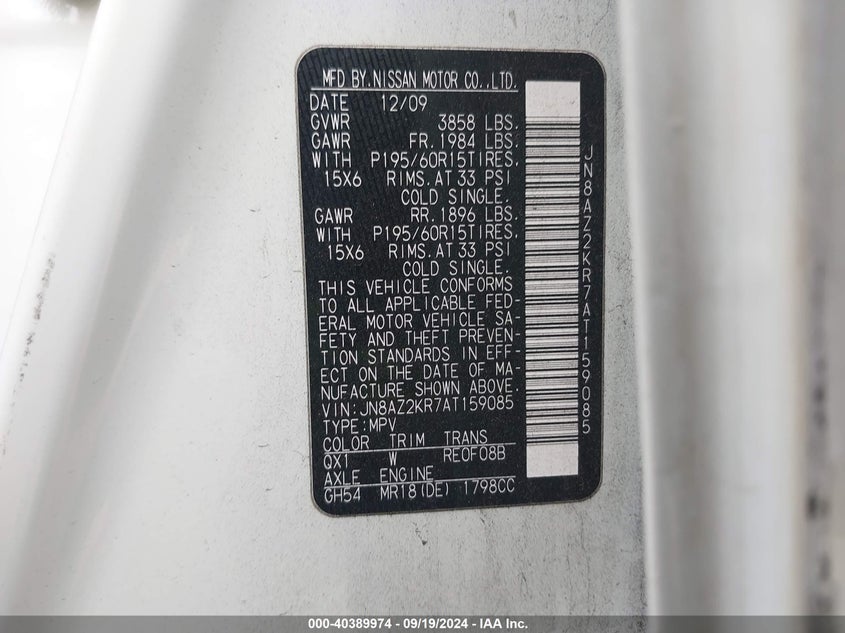 MFD BY.NISSAN MOTOR CO.,LTD.
DATE 12/09
GVWR 3858 LBS.
GAWR FR.1984 LBS.
WITH P195/60R15TIRES.
15X6 RIMS.AT 33 PSI
COLD SINGLE.
GAWR RR.1896 LBS.
WITH P195/60R15TIRES.
15X6 RIMS.AT 33 PSI
COLD SINGLE.
THIS VEHICLE CONFORMS
TO ALL APPLICABLE FED-
ERAL MOTOR VEHICLE SA-
FETY AND THEFT PREVEN-
TION STANDARDS IN EFF-
ECT ON THE DATE OF MA-
NUFACTURE SHOWN ABOVE.
VIN:JN8AZ2KR7AT159085
TYPE:MPV
COLOR TRIM TRANS
QX1 W RE0F08B
AXLE ENGINE
GH54 MR18(DE) 1798CC
JN8AZ2KR7AT159085
000-40389974 - 09/19/2024 - IAA Inc.